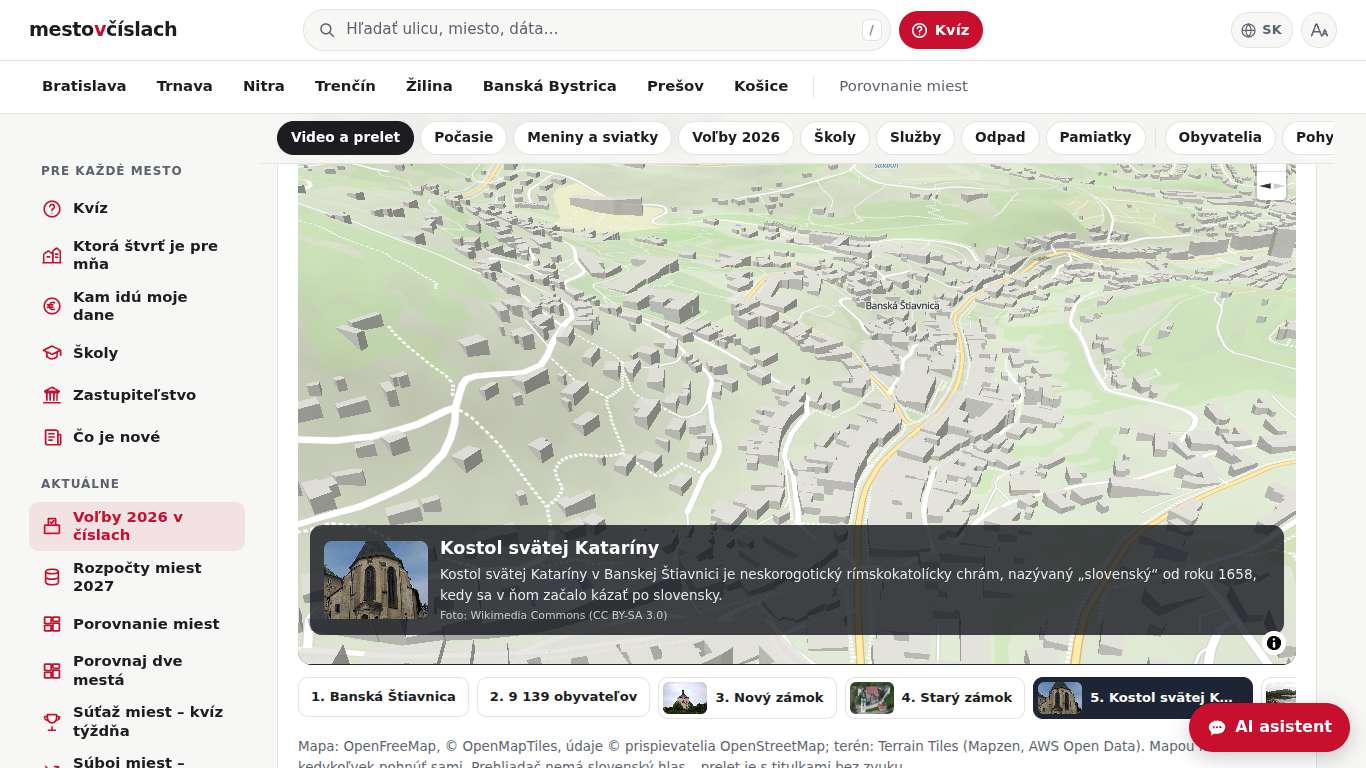 mestovčíslach
Hľadať ulicu, miesto, dáta…
/
Kvíz
SK
Bratislava
Trnava
Nitra
Trenčín
Žilina
Banská Bystrica
Prešov
Košice
Porovnanie miest
Video a prelet
Počasie
Meniny a sviatky
Voľby 2026
Školy
Služby
Odpad
Pamiatky
Obyvatelia
Pohy
PRE KAŽDÉ MESTO
Kvíz
Ktorá štvrť je pre
mňa
Kam idú moje
dane
Školy
Zastupiteľstvo
Čo je nové
AKTUÁLNE
Voľby 2026 v
číslach
Rozpočty miest
2027
Porovnanie miest
Porovnaj dve
mestá
Súťaž miest – kvíz
týždňa
Súboj miest –
Banská Štiavnica
Kostol svätej Kataríny
Kostol svätej Kataríny v Banskej Štiavnici je neskorogotický rímskokatolícky chrám, nazývaný „slovenský“ od roku 1658,
kedy sa v ňom začalo kázať po slovensky.
Foto: Wikimedia Commons (CC BY-SA 3.0)
1. Banská Štiavnica
2. 9 139 obyvateľov
3. Nový zámok
4. Starý zámok
5. Kostol svätej K…
AI asistent
Mapa: OpenFreeMap, © OpenMapTiles, údaje © prispievatelia OpenStreetMap; terén: Terrain Tiles (Mapzen, AWS Open Data). Mapou
kedykoľvek pohnúť sami. Prehliadač nemá slovenský hlas – prelet je s titulkami bez zvuku.